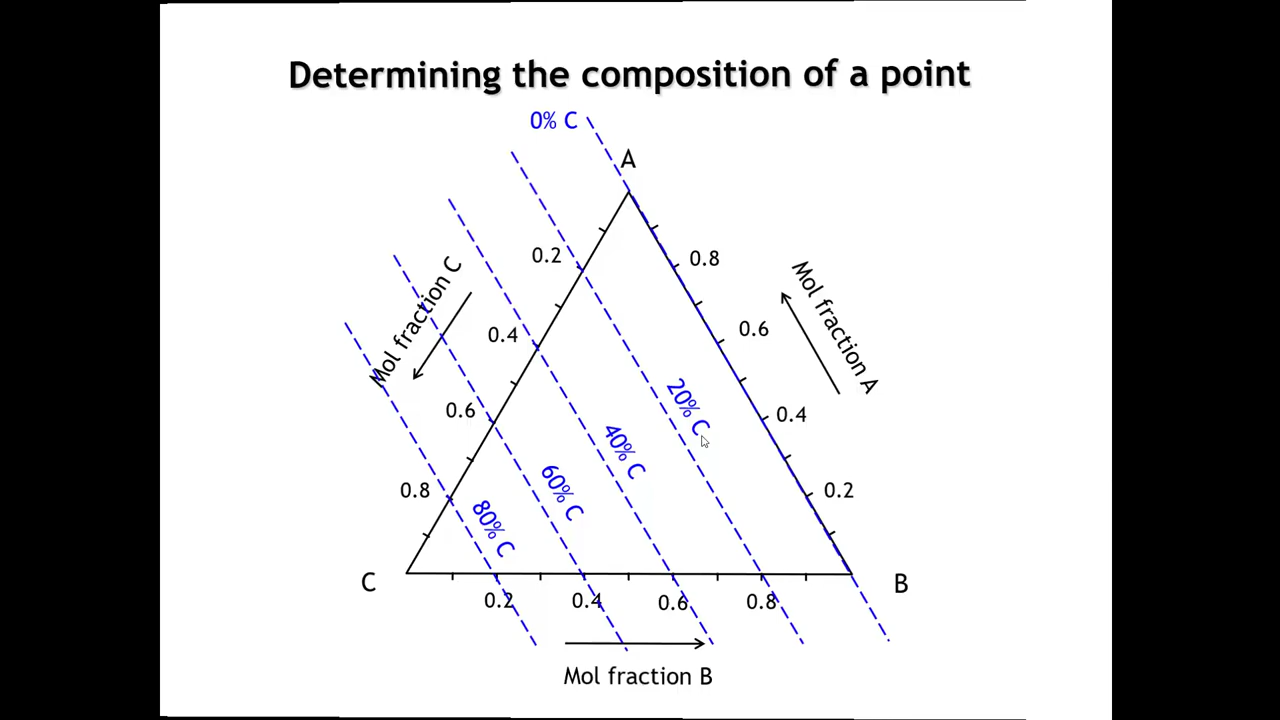 Determining the composition of a point
0% C
A
0.2
0.8
Mol fraction C
Mol fraction A
0.4
0.6
20% C
0.6
0.4
40% C
60% C
0.8
0.2
80% C
C
B
0.2
0.4
0.6
0.8
Mol fraction B